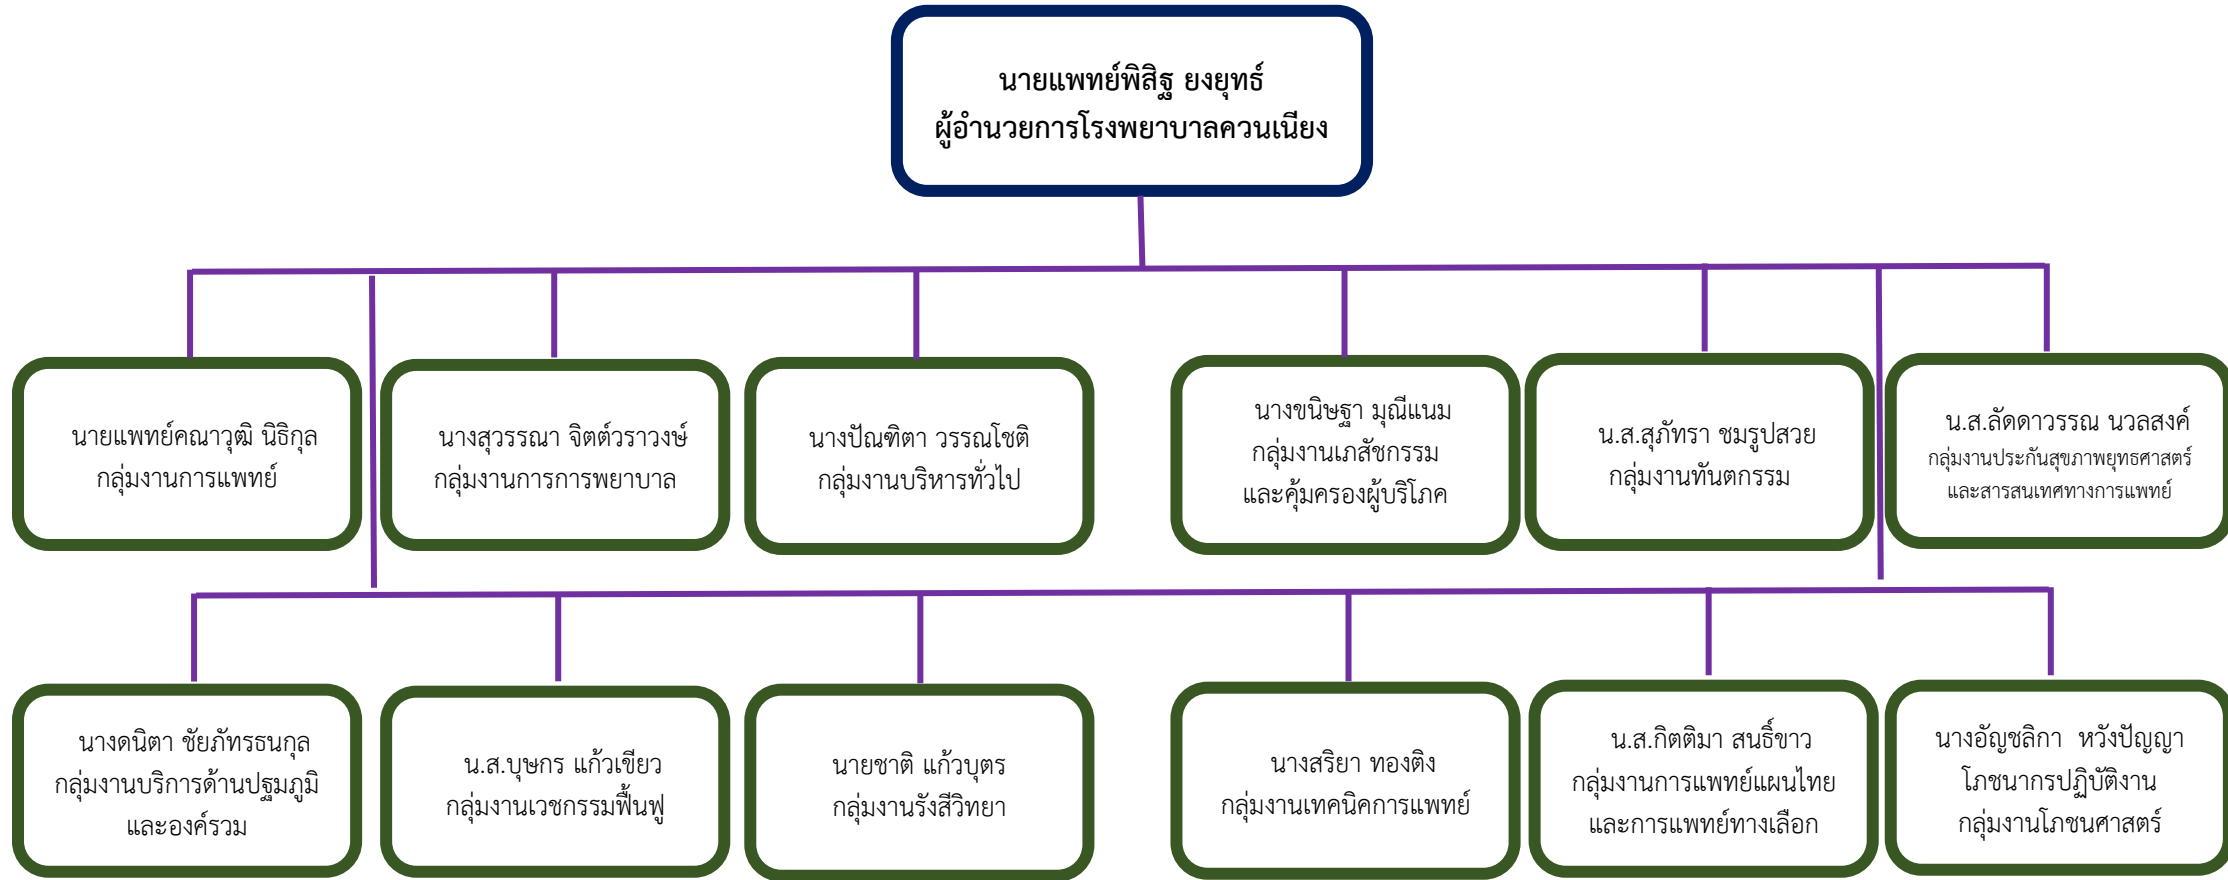 นายแพทย์พิสิฐ ยงยุทธ์
ผู้อำนวยการโรงพยาบาลควนเนียง
นายแพทย์คณาวุฒิ นิธิกุล
กลุ่มงานการแพทย์
นางสุวรรณา จิตต์วราวงษ์
กลุ่มงานการการพยาบาล
นางปัณฑิตา วรรณโชติ
กลุ่มงานบริหารทั่วไป
นางขนิษฐา มุณีแนม
กลุ่มงานเภสัชกรรม
และคุ้มครองผู้บริโภค
น.ส.สุภัทรา ชมรูปสวย
กลุ่มงานทันตกรรม
น.ส.ลัดดาวรรณ นวลสงค์
กลุ่มงานประกันสุขภาพยุทธศาสตร์
และสารสนเทศทางการแพทย์
นางดนิตา ชัยภัทรธนกุล
กลุ่มงานบริการด้านปฐมภูมิ
และองค์รวม
น.ส.บุษกร แก้วเขียว
กลุ่มงานเวชกรรมฟื้นฟู
นายชาติ แก้วบุตร
กลุ่มงานรังสีวิทยา
นางสริยา ทองติง
กลุ่มงานเทคนิคการแพทย์
น.ส.กิตติมา สนธิ์ขาว
กลุ่มงานการแพทย์แผนไทย
และการแพทย์ทางเลือก
นางอัญชลิกา หวังปัญญา
โภชนากรปฏิบัติงาน
กลุ่มงานโภชนศาสตร์